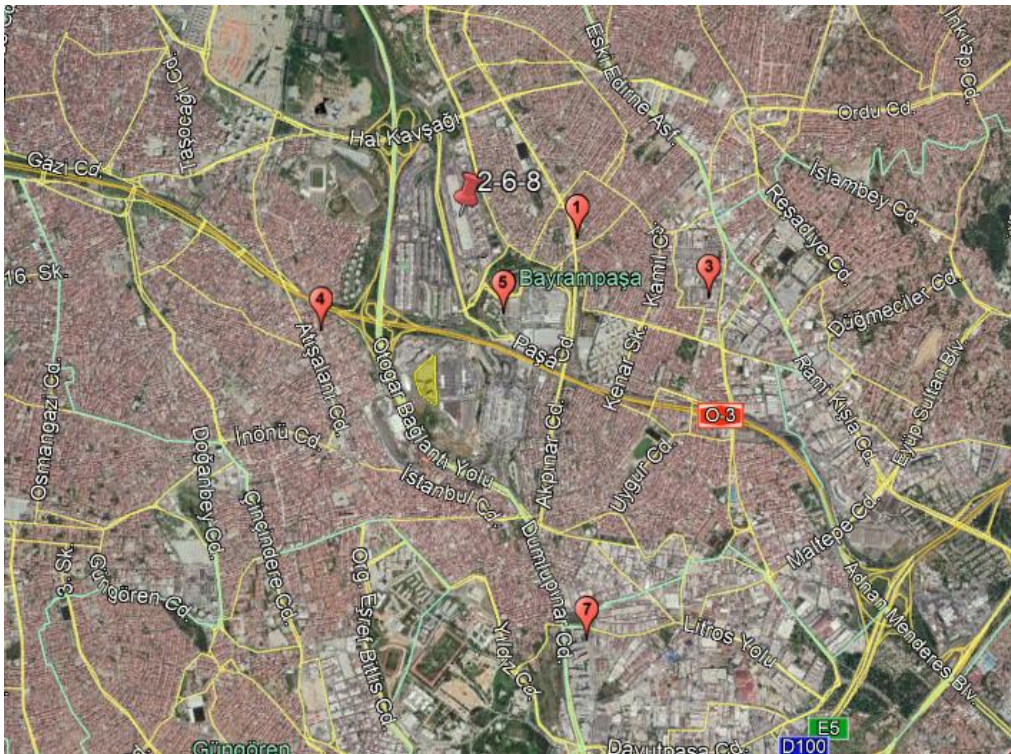 Taşocağı Cd.
Eski Edirne Asf.
İnkılap Cd.
Ordu Cd.
Hal Kavşağı
Gazi Cd.
2-6-8
İslambey Cd.
1
Reşadiye Cd.
Kamil Cd.
16. Sk.
3
5
Bayrampaşa
4
Düğmeciler Cd.
Atışalanı Cd.
Otogar Bağlantı Yolu
Paşa Cd.
Kenar Sk.
Rami Kışla Cd.
Eyüp Sultan Blv.
O-3
Osmangazi Cd.
İnönü Cd.
Akpınar Cd.
Uygur Cd.
Doğanbey Cd.
Çinçindere Cd.
İstanbul Cd.
Maltepe Cd.
3. Sk.
Güngören Cd.
Org. Eşref Bitlis Cd.
Dumlupınar Cd.
Adnan Menderes Blv.
7
Litros Yolu
Yıldız Cd.
E5
Güngören
Davutpaşa Cd.
D100